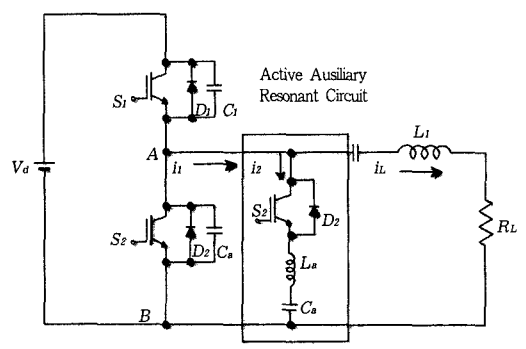 Active Ausiliary
Resonant Circuit
S1
D1
C1
Vd
A
i1
i2
iL
L1
S2
D2
Ca
S2
D2
La
Ca
RL
B